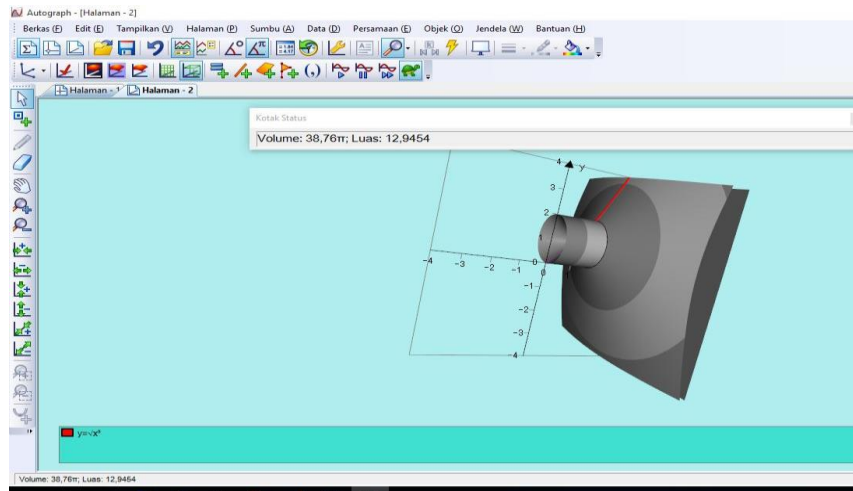 Autograph - [Halaman - 2]
Berkas (F) Edit (E) Tampilkan (V) Halaman (P) Sumbu (A) Data (D) Persamaan (E) Objek (O) Jendela (W) Bantuan (H)
Halaman - 1 Halaman - 2
Kotak Status
Volume: 38,76π; Luas: 12,9454
4 y
3
2
1
-4 -3 -2 -1 0
0
-1
-2
-3
-4
Volume: 38,76π; Luas: 12,9454